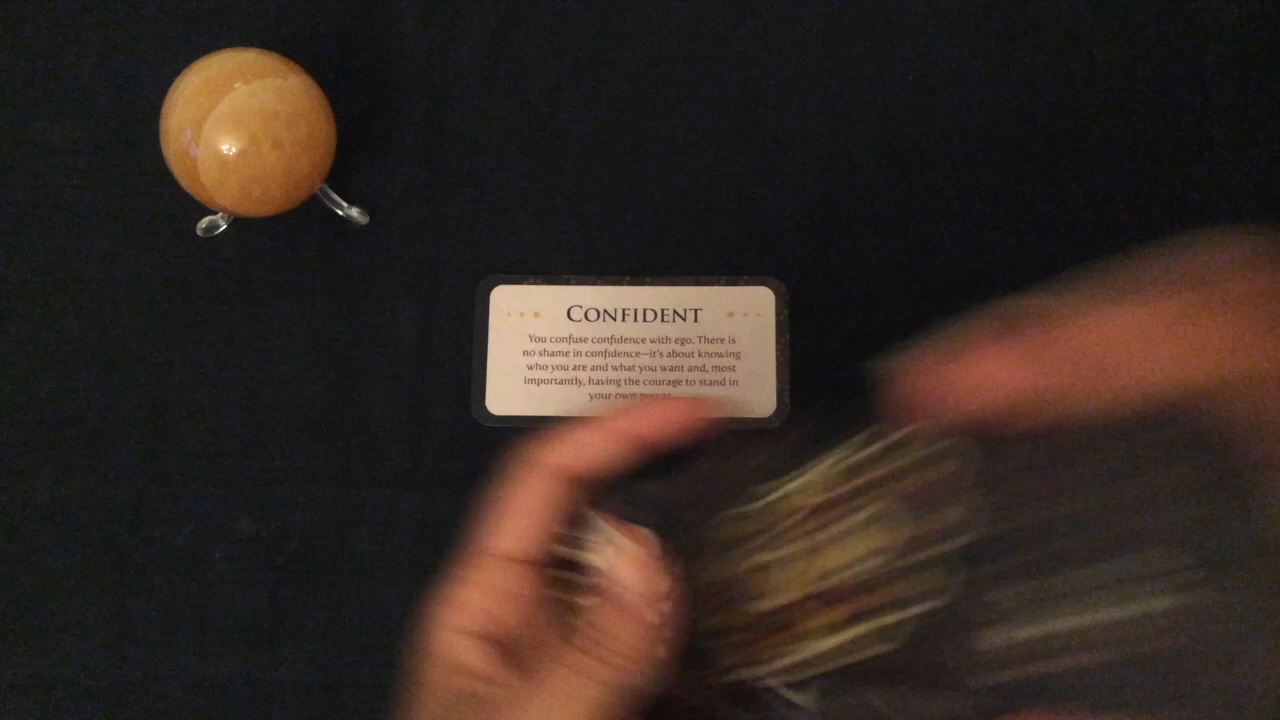 CONFIDENT
You confuse confidence with ego. There is
no shame in confidence—it's about knowing
who you are and what you want and, most
importantly, having the courage to stand in
your own power.